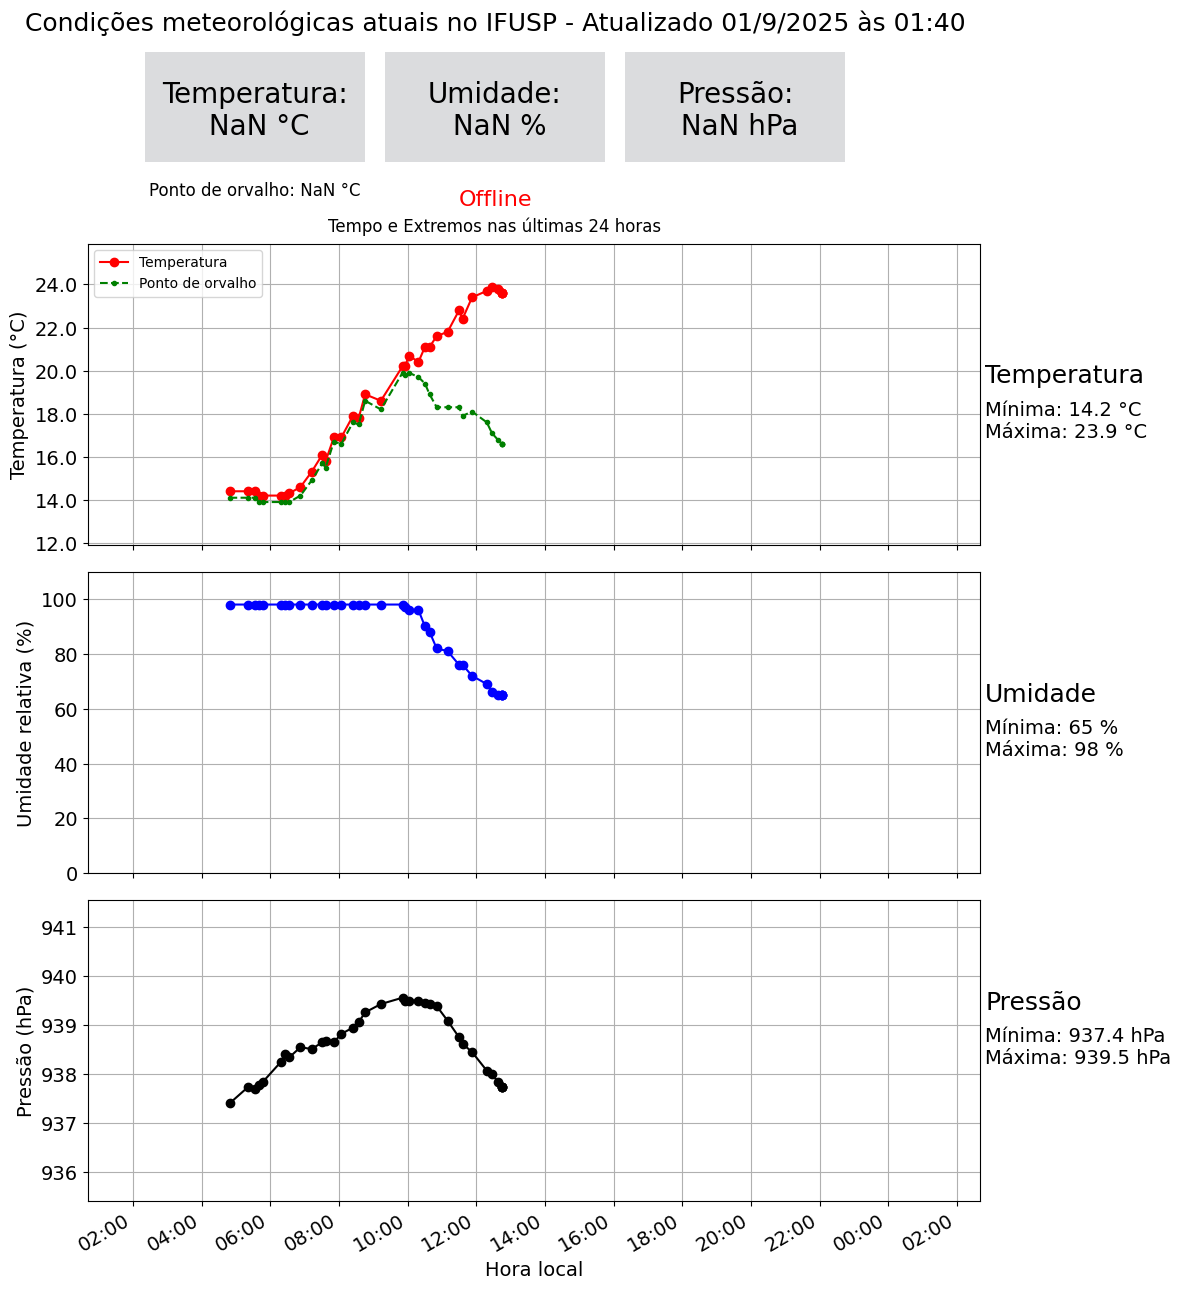 Condições meteorológicas atuais no IFUSP - Atualizado 01/9/2025 às 01:40
Temperatura:
NaN °C
Umidade:
NaN %
Pressão:
NaN hPa
Ponto de orvalho: NaN °C
Offline
Tempo e Extremos nas últimas 24 horas
Temperatura
Ponto de orvalho
Temperatura (°C)
24.0
22.0
20.0
18.0
16.0
14.0
12.0
Temperatura
Mínima: 14.2 °C
Máxima: 23.9 °C
Umidade relativa (%)
100
80
60
40
20
0
Umidade
Mínima: 65 %
Máxima: 98 %
Pressão (hPa)
941
940
939
938
937
936
Pressão
Mínima: 937.4 hPa
Máxima: 939.5 hPa
02:00 04:00 06:00 08:00 10:00 12:00 14:00 16:00 18:00 20:00 22:00 00:00 02:00
Hora local